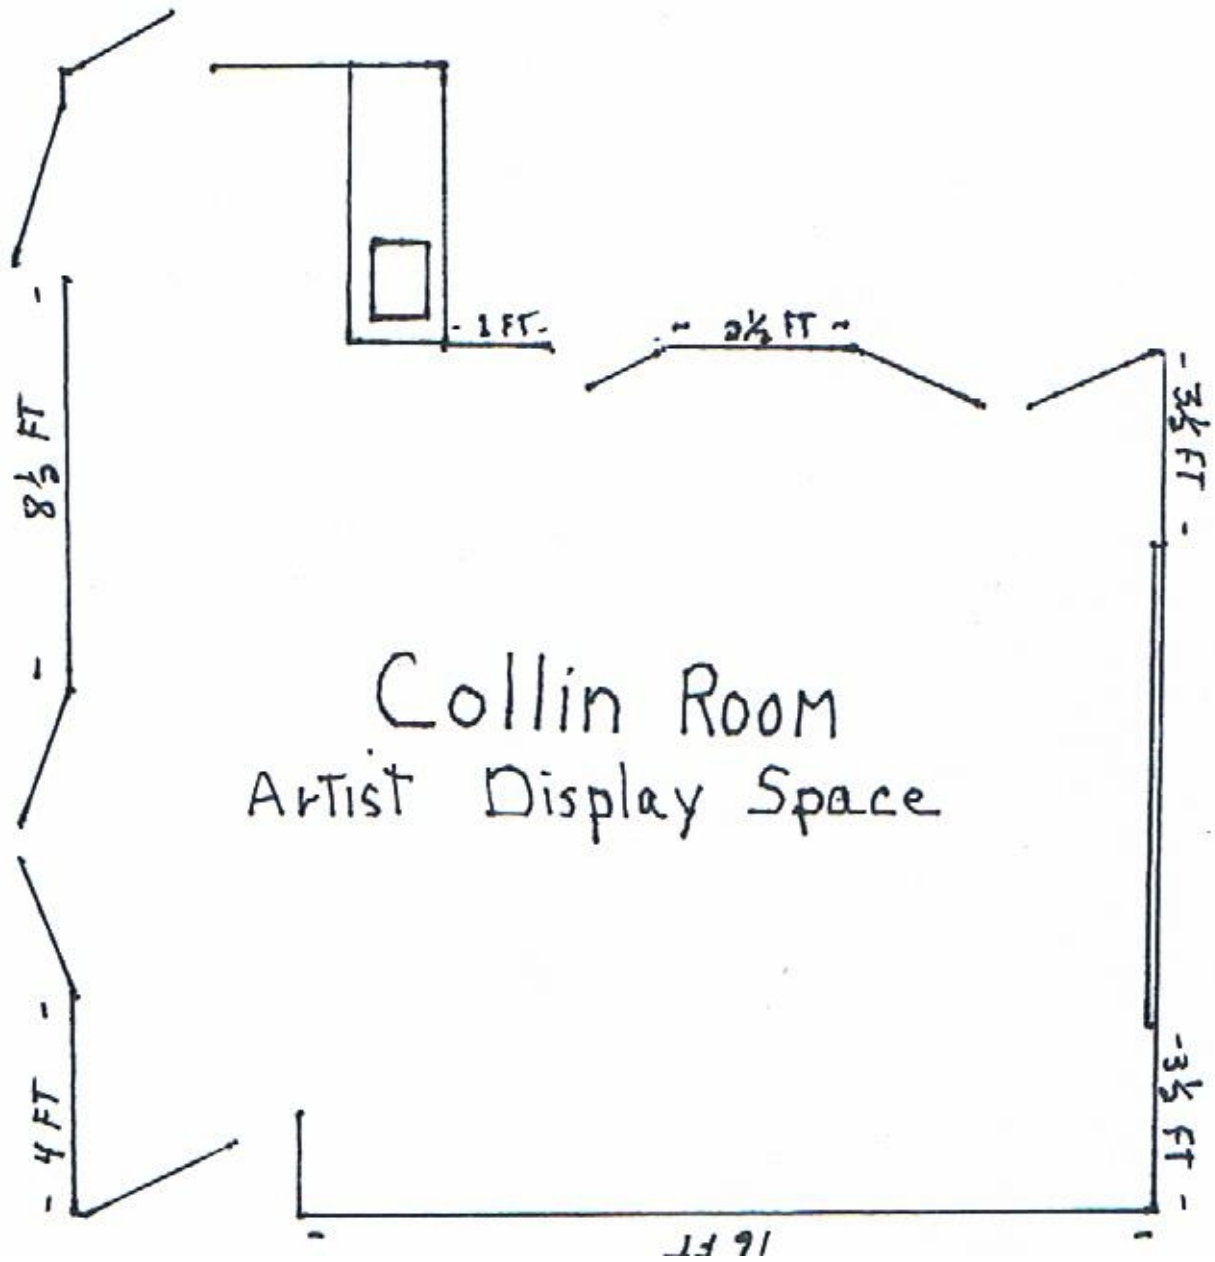 - 1 FT -
~ 2½ FT ~
- 3½ FT -
- 8½ FT -
Collin Room
Artist Display Space
- 4 FT -
- 3½ FT -
- 16 FT -